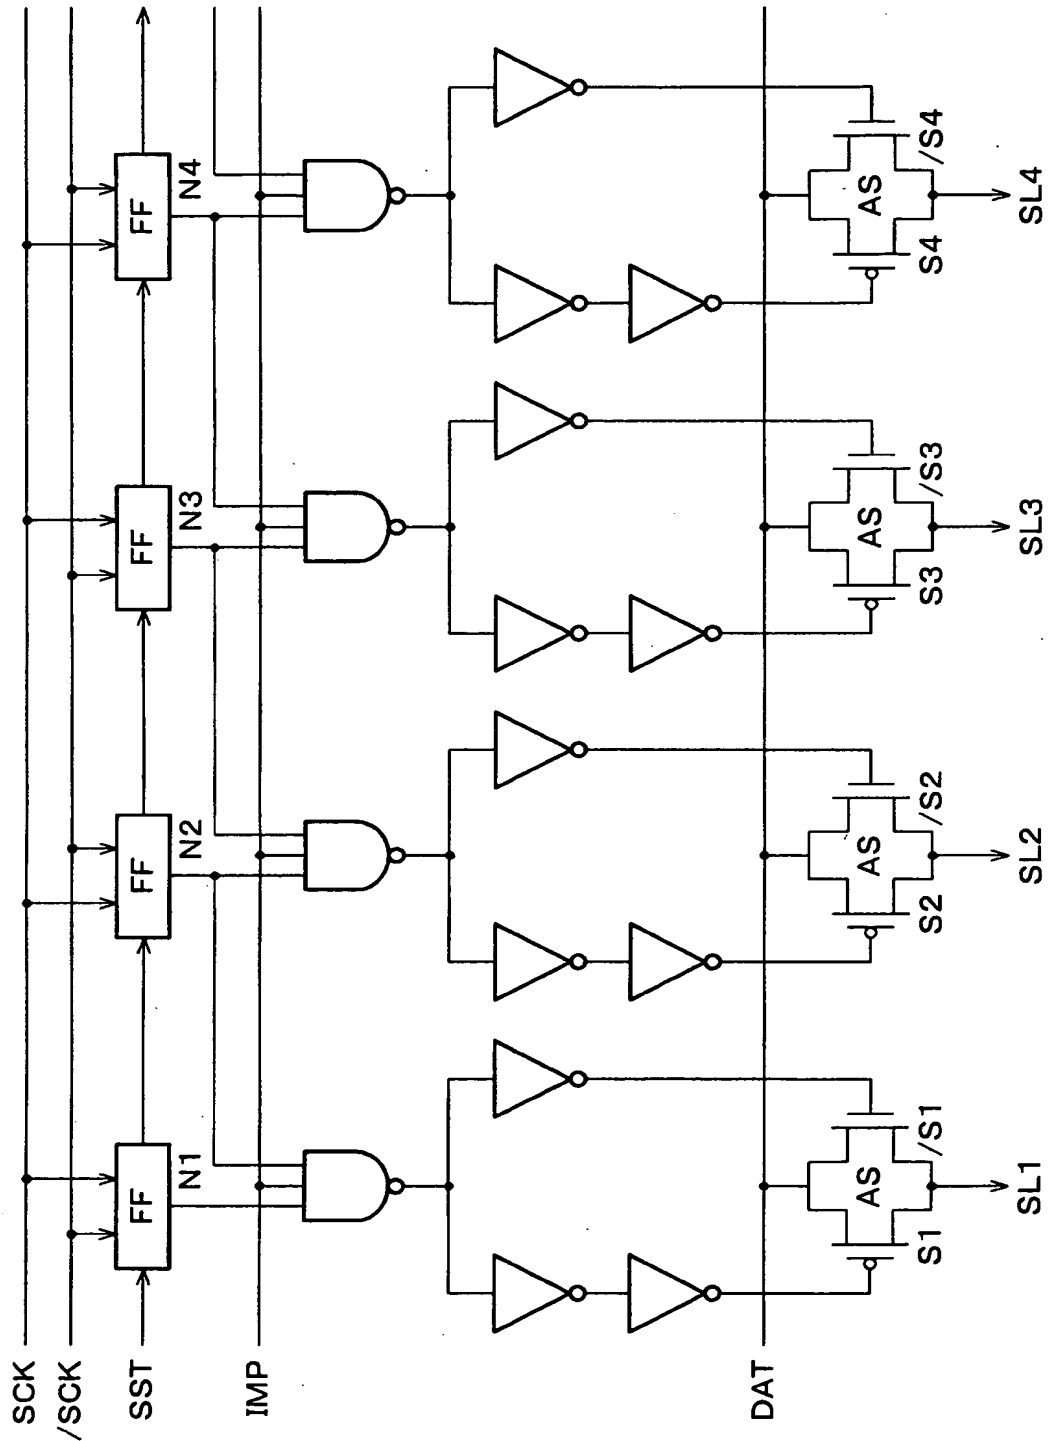 SCK
/SCK
SST
IMP
DAT
FF
FF
FF
FF
N1
N2
N3
N4
AS
AS
AS
AS
S1
/S1
S2
/S2
S3
/S3
S4
/S4
SL1
SL2
SL3
SL4